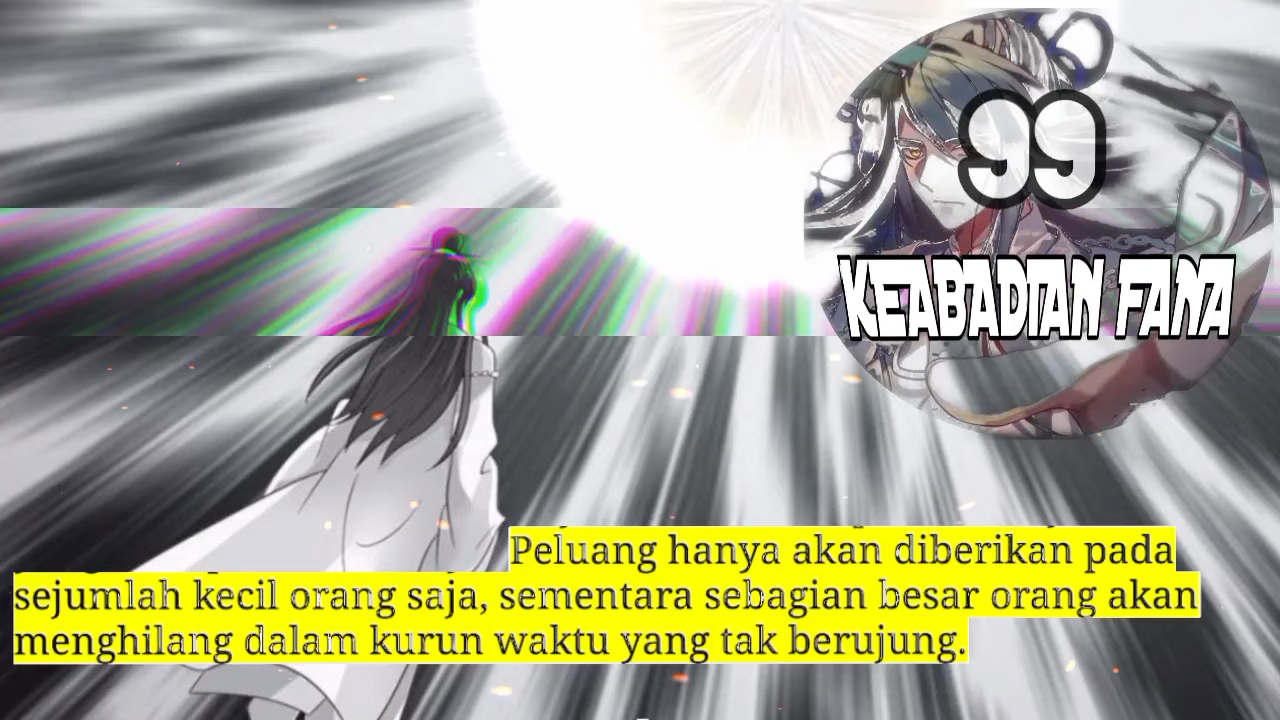 99
KEABADIAN FANA
Peluang hanya akan diberikan pada
sejumlah kecil orang saja, sementara sebagian besar orang akan
menghilang dalam kurun waktu yang tak berujung.